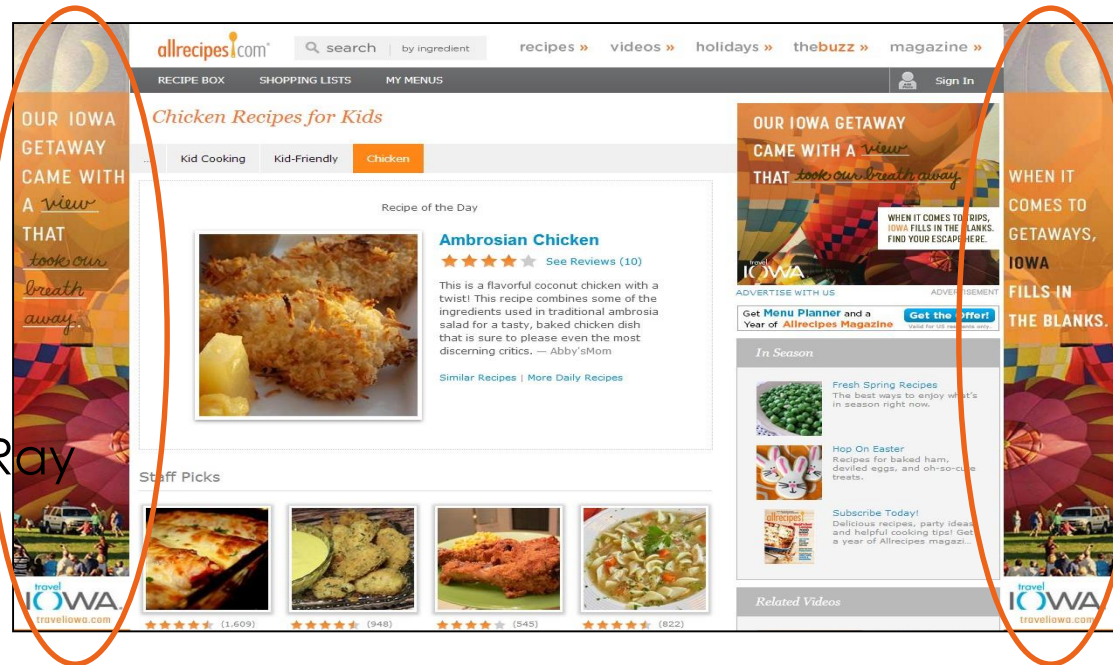 allrecipes.com
search | by ingredient
recipes »
videos »
holidays »
thebuzz »
magazine »
RECIPE BOX
SHOPPING LISTS
MY MENUS
Sign In
OUR IOWA
GETAWAY
CAME WITH
A view
THAT
took our
breath
away.
Ray
travel
IOWA.
traveliowa.com
Chicken Recipes for Kids
...
Kid Cooking
Kid-Friendly
Chicken
Recipe of the Day
Ambrosian Chicken
See Reviews (10)
This is a flavorful coconut chicken with a
twist! This recipe combines some of the
ingredients used in traditional ambrosia
salad for a tasty, baked chicken dish
that is sure to please even the most
discerning critics. — Abby'sMom
Similar Recipes | More Daily Recipes
Staff Picks
(1,609)
(948)
(545)
(822)
OUR IOWA GETAWAY
CAME WITH A view
THAT took our breath away.
WHEN IT COMES TO TRIPS,
IOWA FILLS IN THE BLANKS.
FIND YOUR ESCAPE HERE.
travel
IOWA
ADVERTISE WITH US
ADVERTISEMENT
Get Menu Planner and a
Year of Allrecipes Magazine
Get the Offer!
Valid for US residents only.
In Season
Fresh Spring Recipes
The best ways to enjoy what's
in season right now.
Hop On Easter
Recipes for baked ham,
deviled eggs, and oh-so-cute
treats.
allrecipes
Subscribe Today!
Delicious recipes, party ideas
and helpful cooking tips! Get
a year of Allrecipes magazi...
Related Videos
WHEN IT
COMES TO
GETAWAYS,
IOWA
FILLS IN
THE BLANKS.
travel
IOWA
traveliowa.com